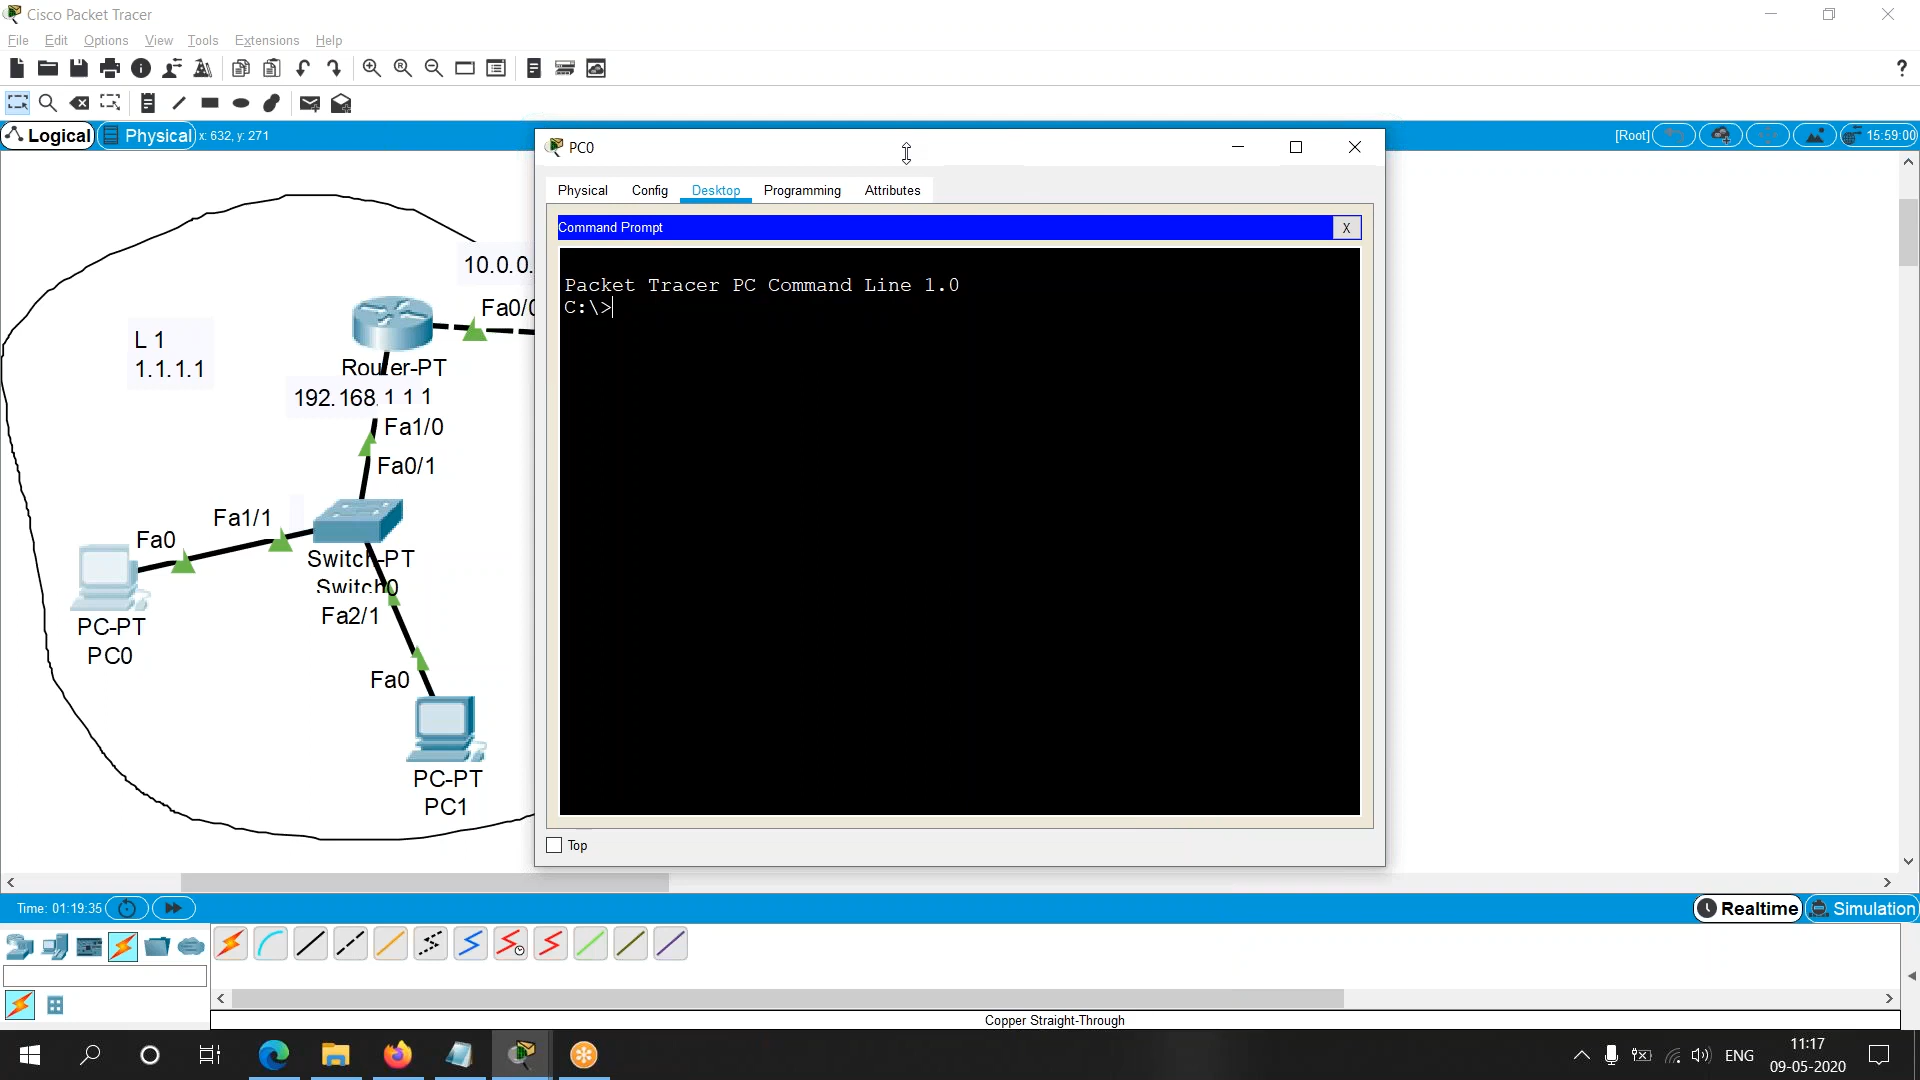 Cisco Packet Tracer
File Edit Options View Tools Extensions Help
?
Logical Physical x: 632, y: 271
[Root] 15:59:00
PC0
Physical Config Desktop Programming Attributes
Command Prompt
X
Packet Tracer PC Command Line 1.0
C:\>
Top
10.0.0.
Fa0/0
L 1
1.1.1.1
Router-PT
192.168.1 1 1
Fa1/0
Fa0/1
Fa1/1
Fa0
Switch-PT
Switch0
Fa2/1
PC-PT
PC0
Fa0
PC-PT
PC1
Time: 01:19:35
Realtime Simulation
Copper Straight-Through
ENG
11:17
09-05-2020